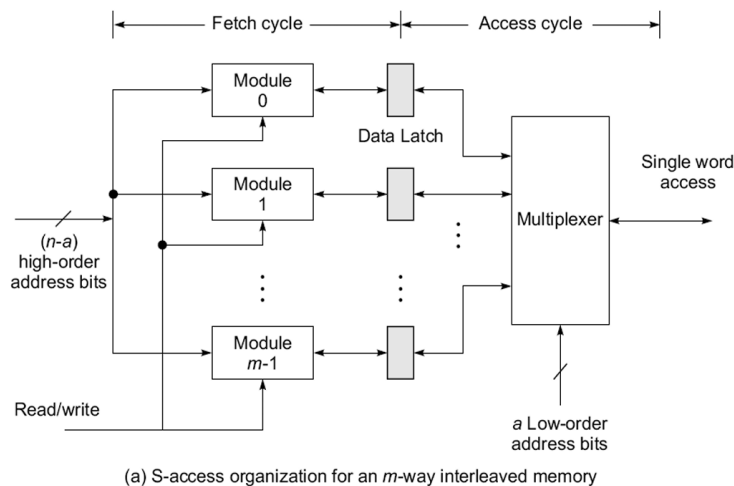 Fetch cycle
Access cycle
Module
0
Data Latch
Module
1
Single word
access
Multiplexer
(n-a)
high-order
address bits
Module
m-1
Read/write
a Low-order
address bits
(a) S-access organization for an m-way interleaved memory